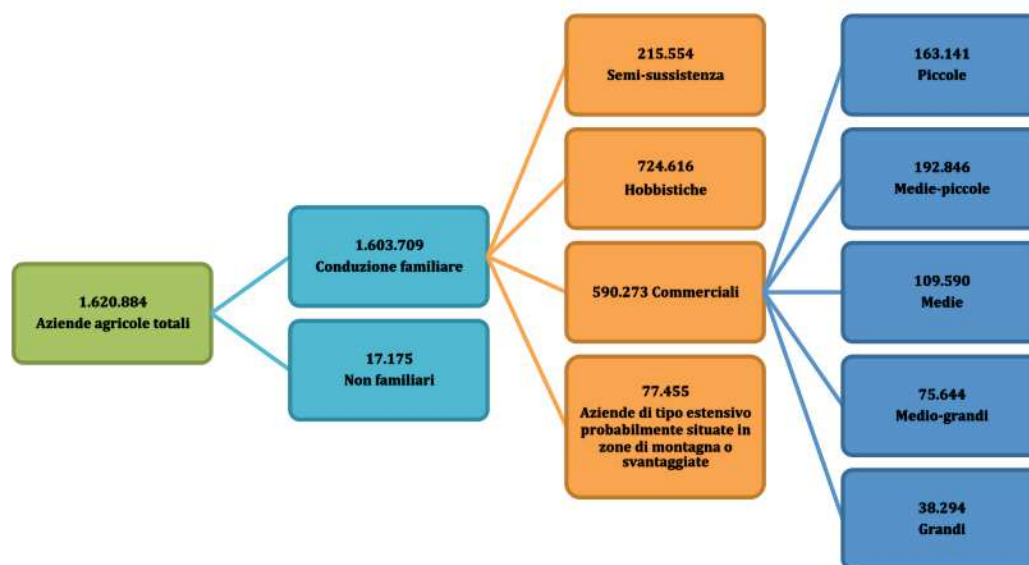 1.620.884
Aziende agricole totali
1.603.709
Conduzione familiare
17.175
Non familiari
215.554
Semi-sussistenza
724.616
Hobbistiche
590.273 Commerciali
77.455
Aziende di tipo estensivo
probabilmente situate in
zone di montagna o
svantaggiate
163.141
Piccole
192.846
Medie-piccole
109.590
Medie
75.644
Medio-grandi
38.294
Grandi